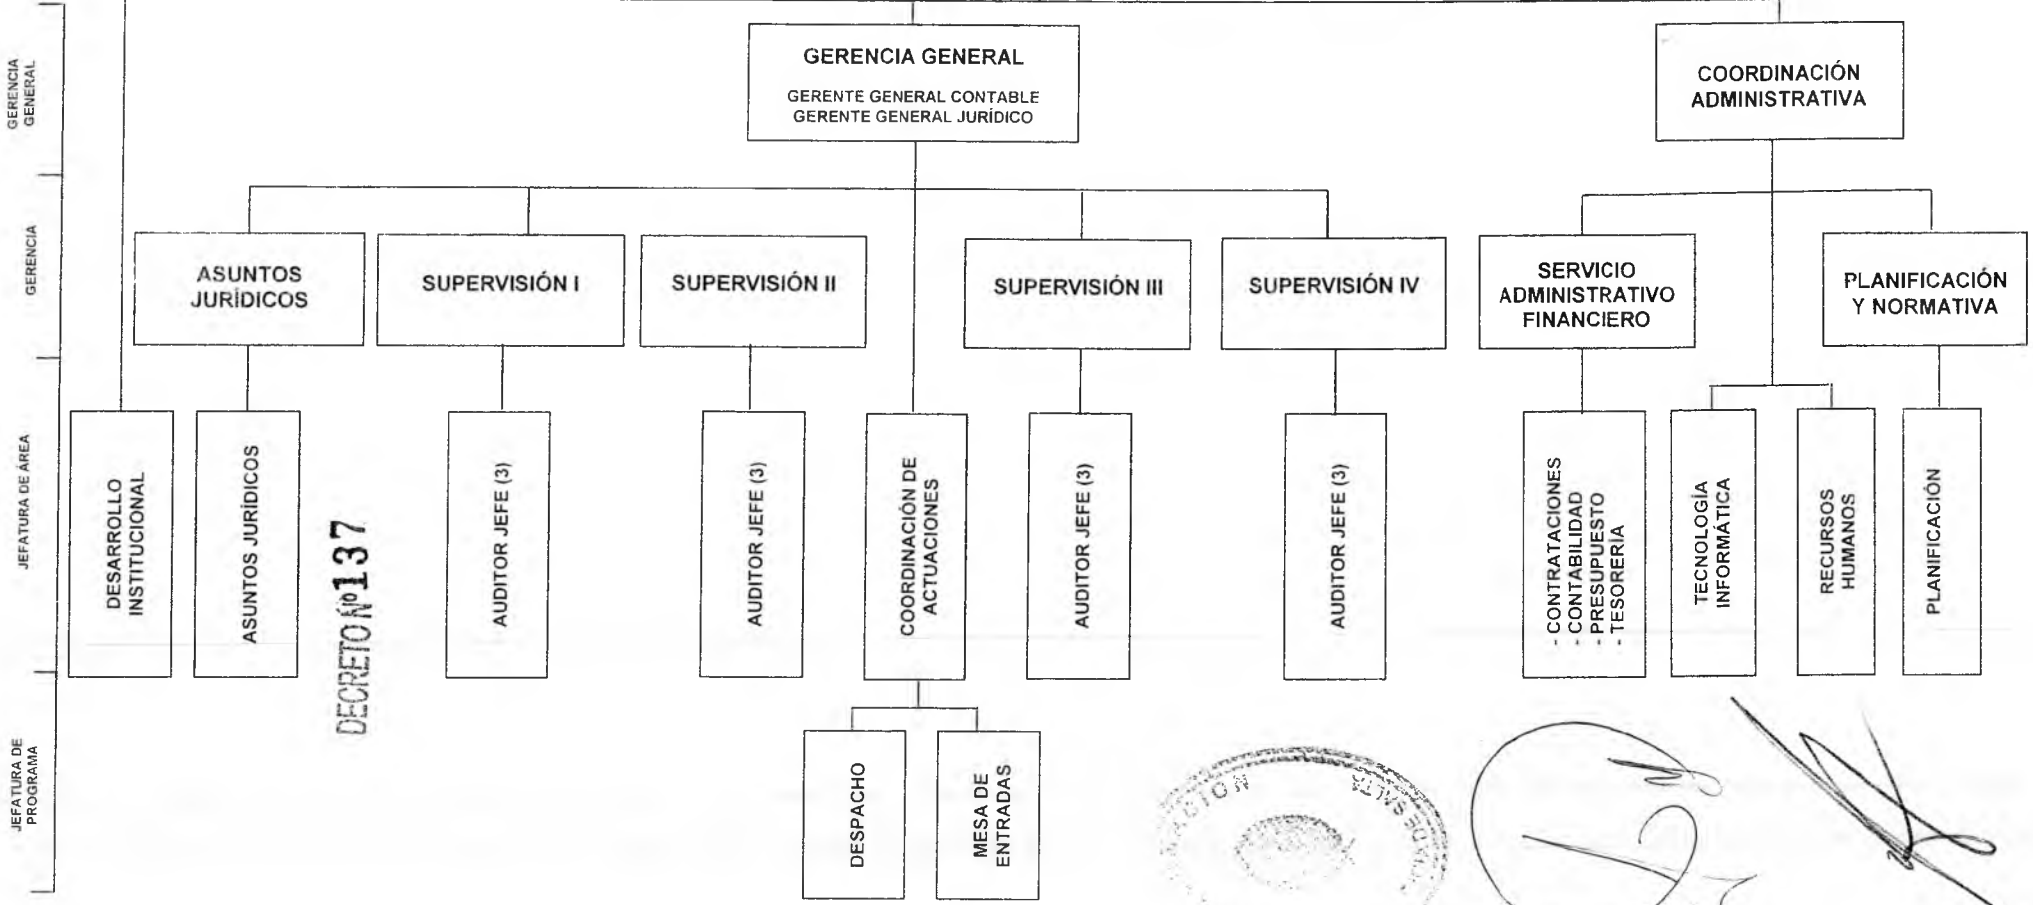 GERENCIA
GENERAL
GERENCIA GENERAL
GERENTE GENERAL CONTABLE
GERENTE GENERAL JURÍDICO
COORDINACIÓN
ADMINISTRATIVA
GERENCIA
ASUNTOS
JURÍDICOS
SUPERVISIÓN I
SUPERVISIÓN II
SUPERVISIÓN III
SUPERVISIÓN IV
SERVICIO
ADMINISTRATIVO
FINANCIERO
PLANIFICACIÓN
Y NORMATIVA
JEFATURA DE ÁREA
DESARROLLO
INSTITUCIONAL
ASUNTOS JURÍDICOS
DECRETO Nº 137
AUDITOR JEFE (3)
AUDITOR JEFE (3)
COORDINACIÓN DE
ACTUACIONES
AUDITOR JEFE (3)
AUDITOR JEFE (3)
- CONTRATACIONES
- CONTABILIDAD
- PRESUPUESTO
- TESORERÍA
TECNOLOGÍA
INFORMÁTICA
RECURSOS
HUMANOS
PLANIFICACIÓN
JEFATURA DE
PROGRAMA
DESPACHO
MESA DE
ENTRADAS